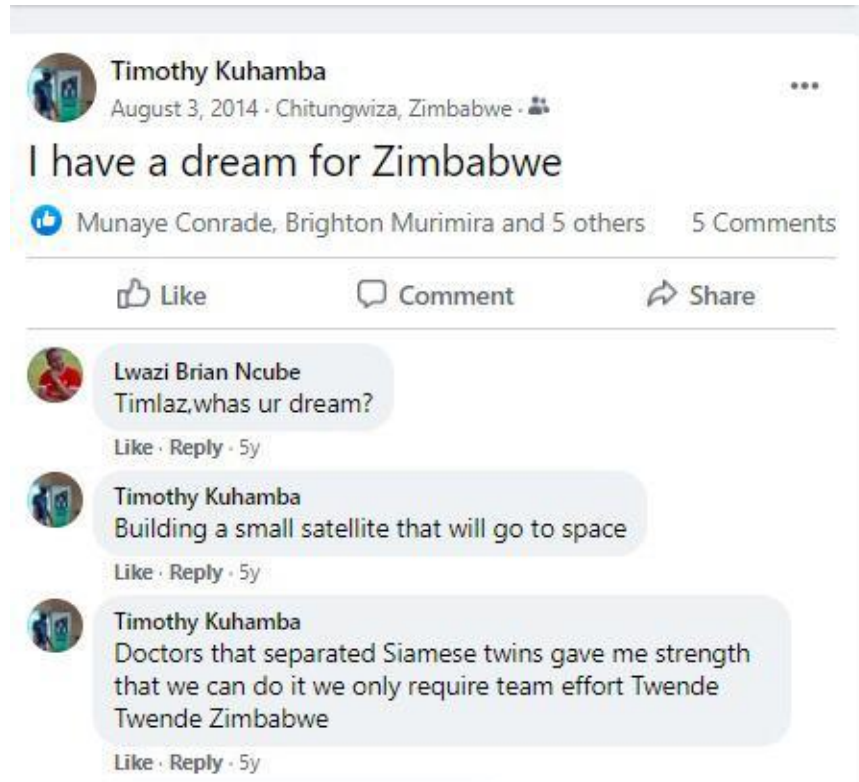 Timothy Kuhamba
August 3, 2014 · Chitungwiza, Zimbabwe ·
I have a dream for Zimbabwe
Munaye Conrade, Brighton Murimira and 5 others 5 Comments
Like Comment Share
Lwazi Brian Ncube
Timlaz,whas ur dream?
Like · Reply · 5y
Timothy Kuhamba
Building a small satellite that will go to space
Like · Reply · 5y
Timothy Kuhamba
Doctors that separated Siamese twins gave me strength
that we can do it we only require team effort Twende
Twende Zimbabwe
Like · Reply · 5y